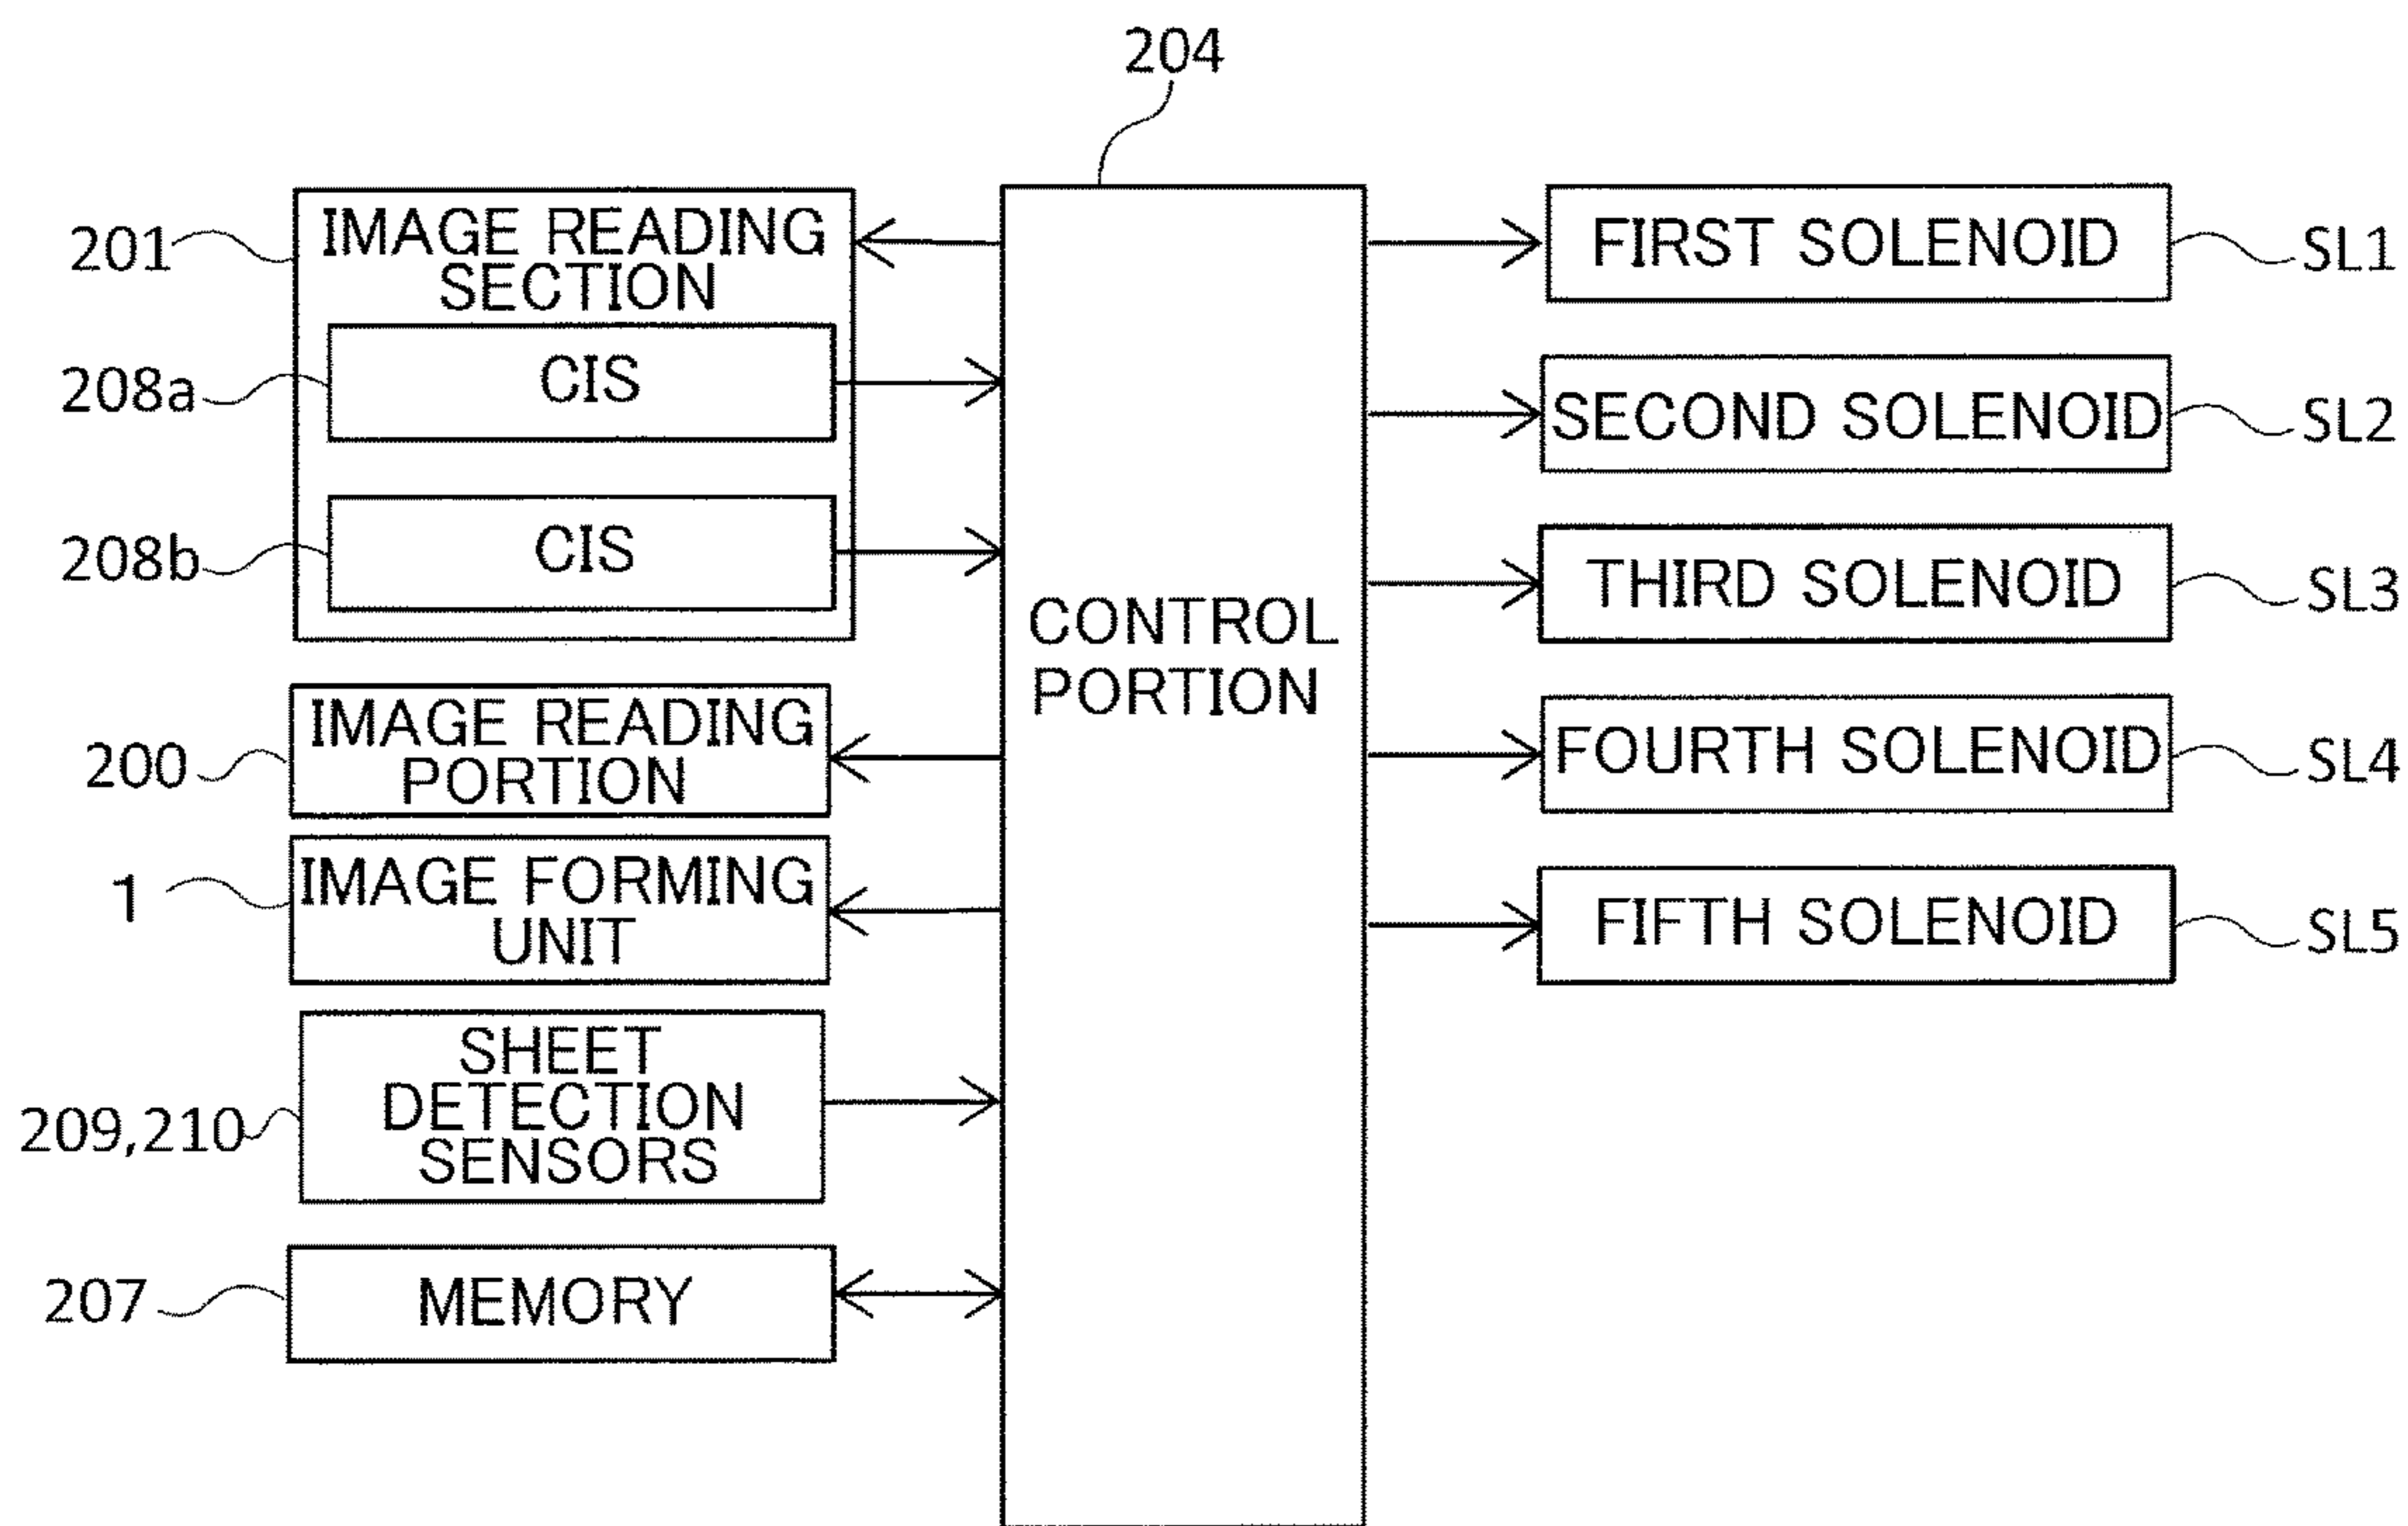 204
201
IMAGE READING
SECTION
208a
CIS
208b
CIS
200
IMAGE READING
PORTION
1
IMAGE FORMING
UNIT
209,210
SHEET
DETECTION
SENSORS
207
MEMORY
CONTROL
PORTION
FIRST SOLENOID
SL1
SECOND SOLENOID
SL2
THIRD SOLENOID
SL3
FOURTH SOLENOID
SL4
FIFTH SOLENOID
SL5